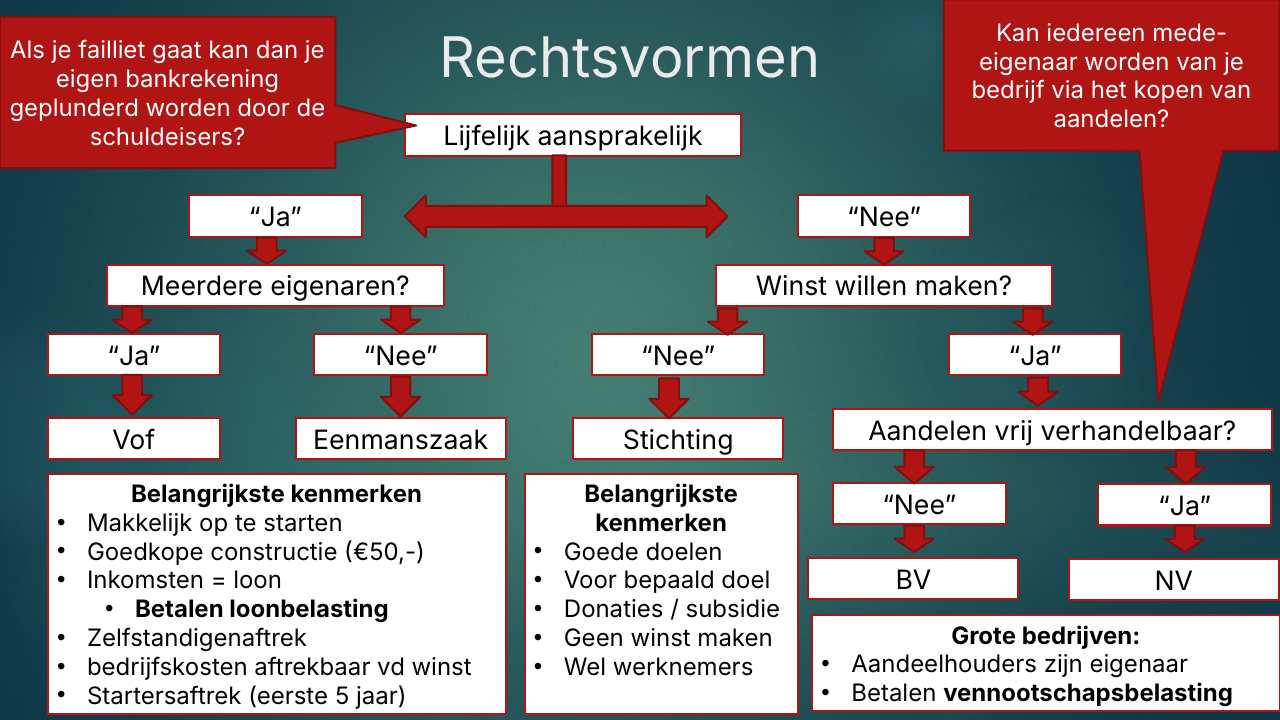 Als je failliet gaat kan dan je
eigen bankrekening
geplunderd worden door de
schuldeisers?
Rechtsvormen
Kan iedereen mede-
eigenaar worden van je
bedrijf via het kopen van
aandelen?
Lijfelijk aansprakelijk
“Ja”
“Nee”
Meerdere eigenaren?
Winst willen maken?
“Ja”
“Nee”
“Nee”
“Ja”
Vof
Eenmanszaak
Stichting
Aandelen vrij verhandelbaar?
“Nee”
“Ja”
BV
NV
Belangrijkste kenmerken
• Makkelijk op te starten
• Goedkope constructie (€50,-)
• Inkomsten = loon
• Betalen loonbelasting
• Zelfstandigenaftrek
• bedrijfskosten aftrekbaar vd winst
• Startersaftrek (eerste 5 jaar)
Belangrijkste
kenmerken
• Goede doelen
• Voor bepaald doel
• Donaties / subsidie
• Geen winst maken
• Wel werknemers
Grote bedrijven:
• Aandeelhouders zijn eigenaar
• Betalen vennootschapsbelasting